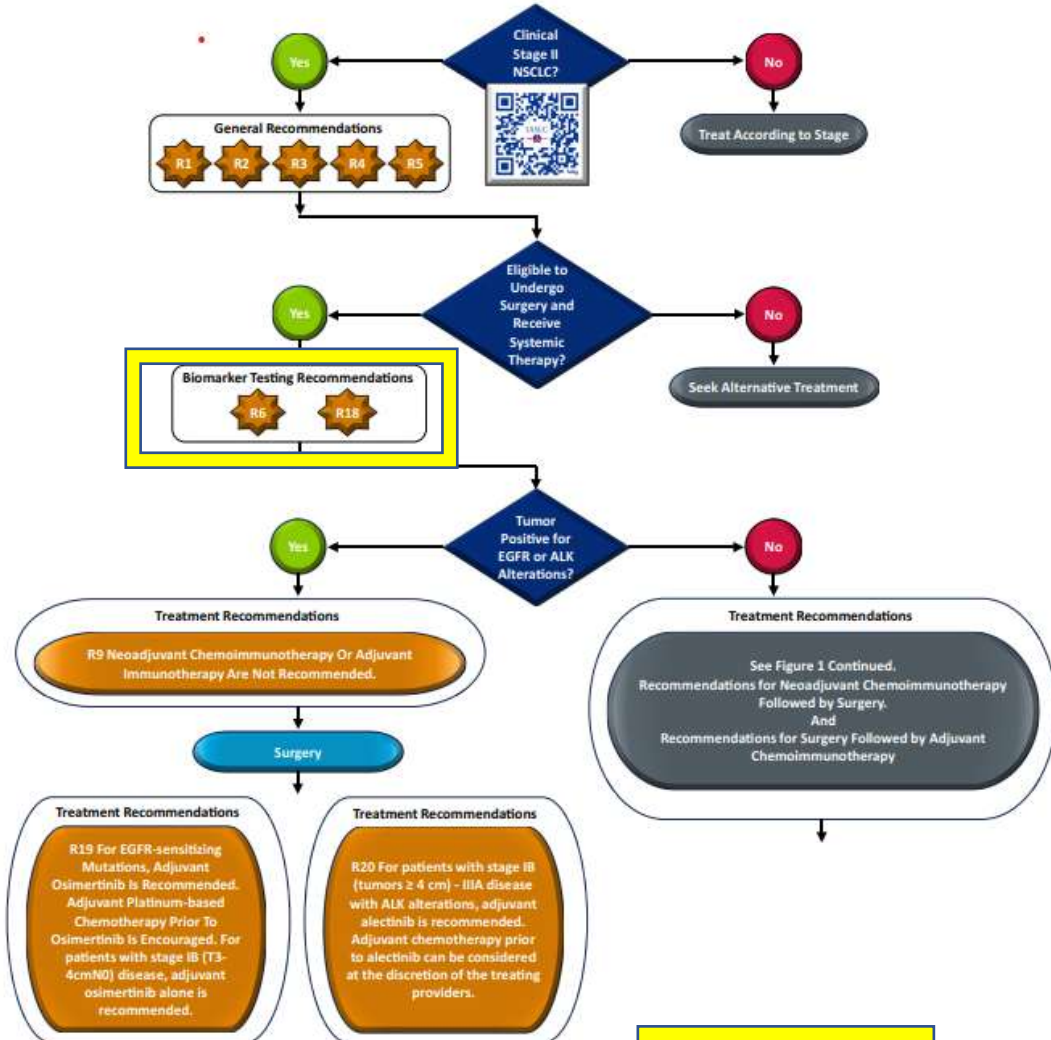 Clinical
Stage II
NSCLC?
Yes
No
IASLC
Treat According to Stage
General Recommendations
R1
R2
R3
R4
R5
Eligible to
Undergo
Surgery and
Receive
Systemic
Therapy?
Yes
No
Biomarker Testing Recommendations
R6
R18
Seek Alternative Treatment
Tumor
Positive for
EGFR or ALK
Alterations?
Yes
No
Treatment Recommendations
R9 Neoadjuvant Chemoimmunotherapy Or Adjuvant
Immunotherapy Are Not Recommended.
Treatment Recommendations
See Figure 1 Continued.
Recommendations for Neoadjuvant Chemoimmunotherapy
Followed by Surgery.
And
Recommendations for Surgery Followed by Adjuvant
Chemoimmunotherapy
Surgery
Treatment Recommendations
R19 For EGFR-sensitizing
Mutations, Adjuvant
Osimertinib Is Recommended.
Adjuvant Platinum-based
Chemotherapy Prior To
Osimertinib Is Encouraged. For
patients with stage IB (T3-
4cmN0) disease, adjuvant
osimertinib alone is
recommended.
Treatment Recommendations
R20 For patients with stage IB
(tumors ≥ 4 cm) - IIIA disease
with ALK alterations, adjuvant
alectinib is recommended.
Adjuvant chemotherapy prior
to alectinib can be considered
at the discretion of the treating
providers.